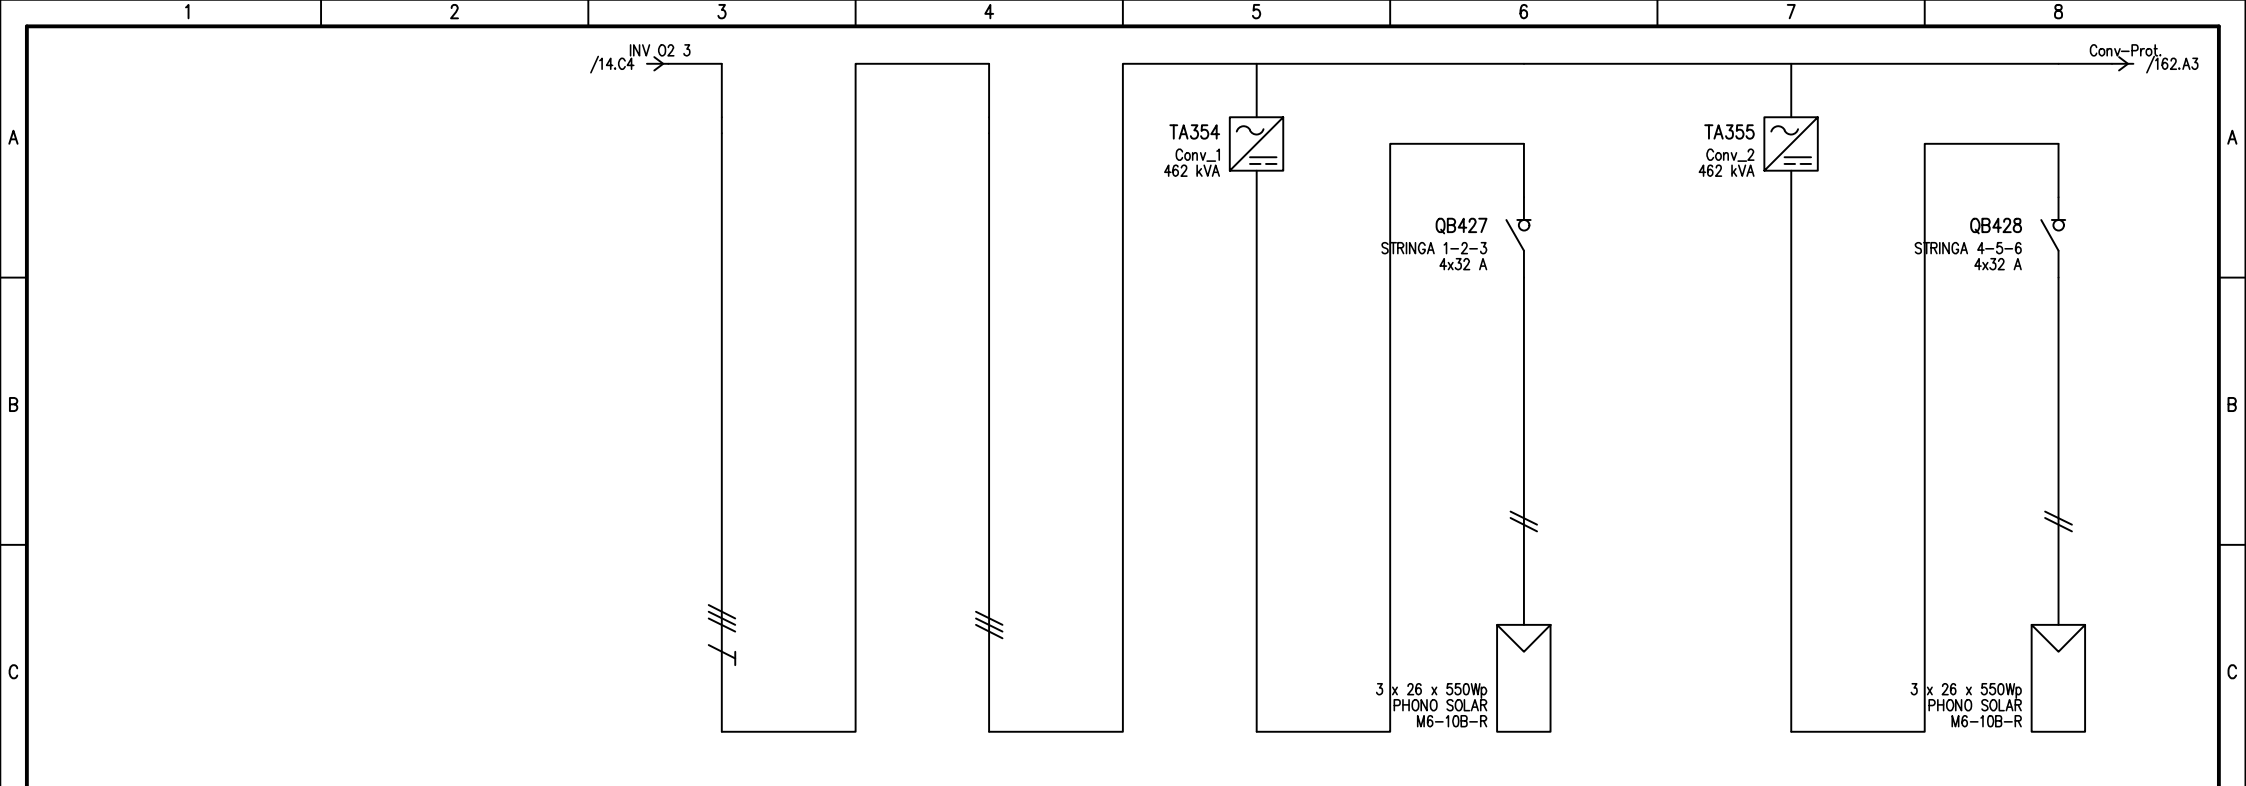 1 2 3 4 5 6 7 8
INV_02 3
/14.C4
Conv-Prot.
/162.A3
A A
TA354
Conv_1
462 kVA
TA355
Conv_2
462 kVA
QB427
STRINGA 1-2-3
4x32 A
QB428
STRINGA 4-5-6
4x32 A
B B
C C
3 x 26 x 550Wp
PHONO SOLAR
M6-10B-R
3 x 26 x 550Wp
PHONO SOLAR
M6-10B-R